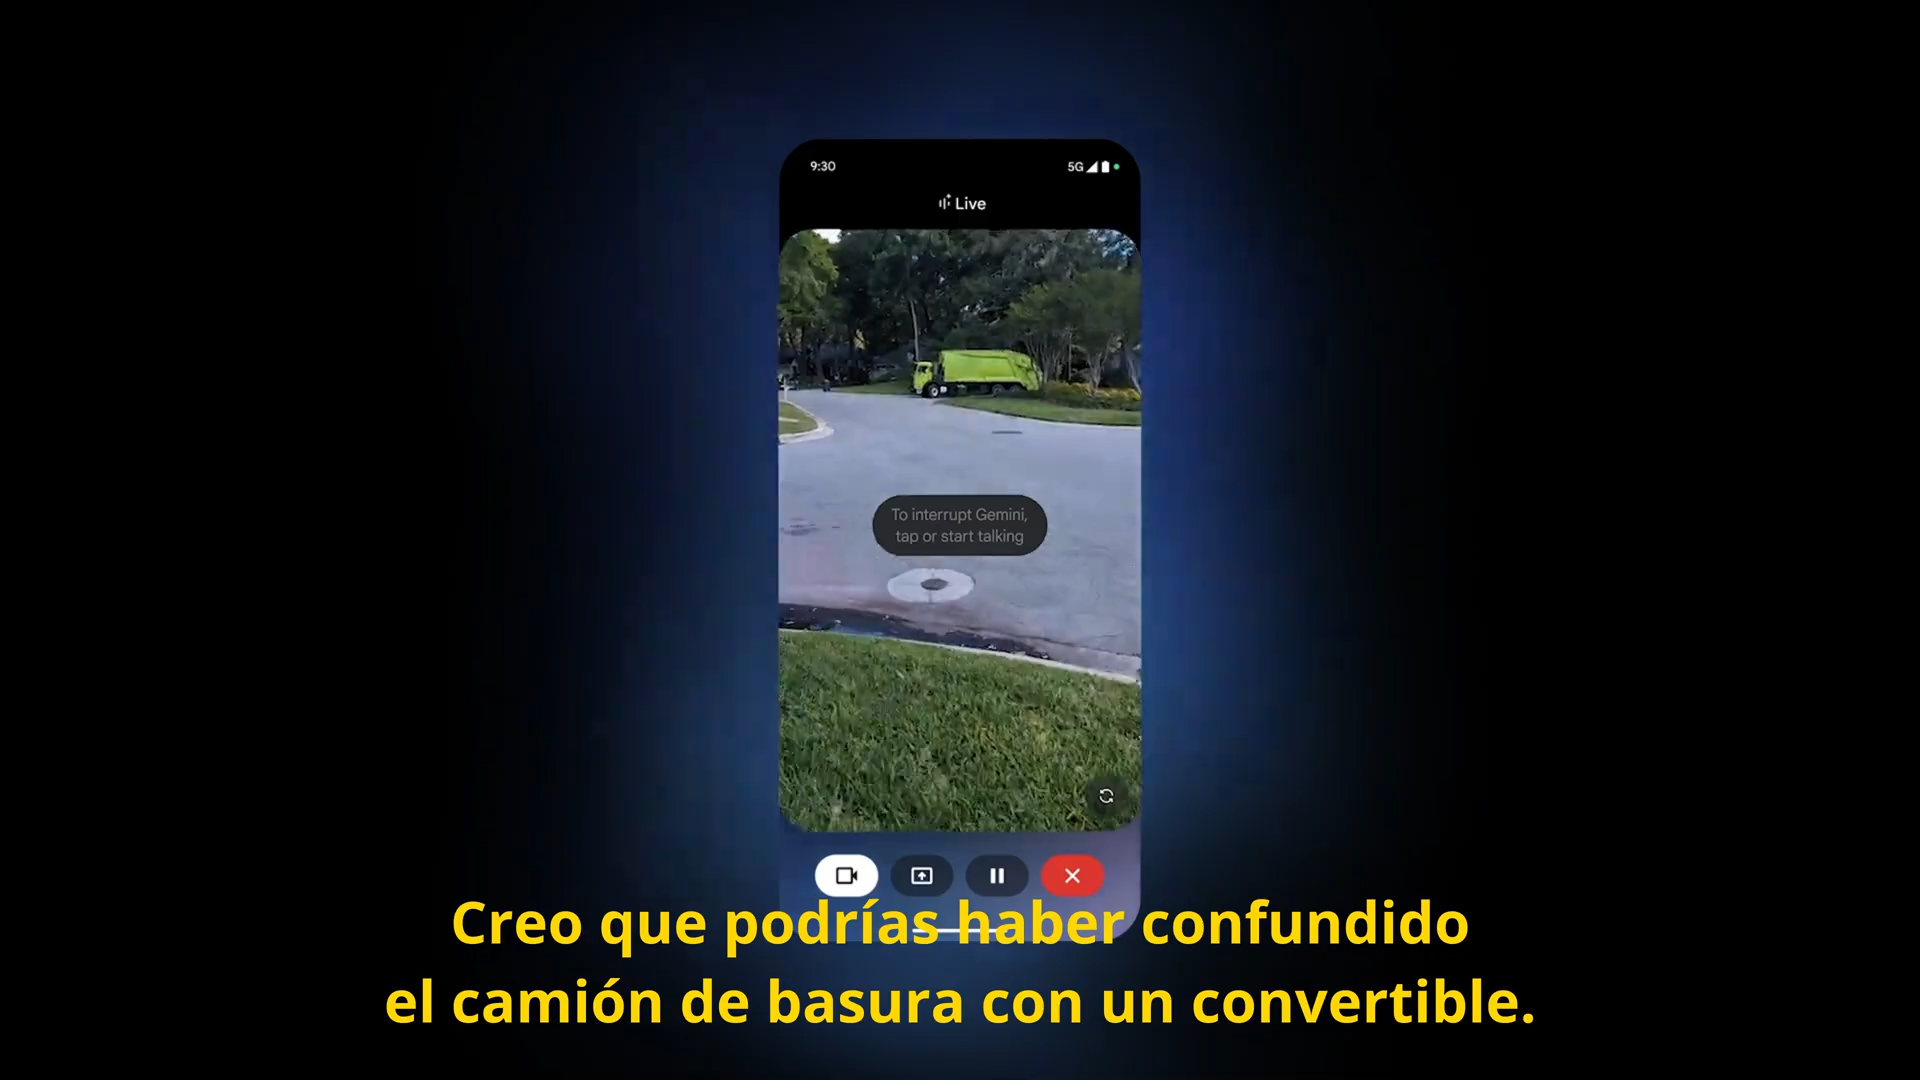 9:30
5G
Live
To interrupt Gemini,
tap or start talking
Creo que podrías haber confundido
el camión de basura con un convertible.